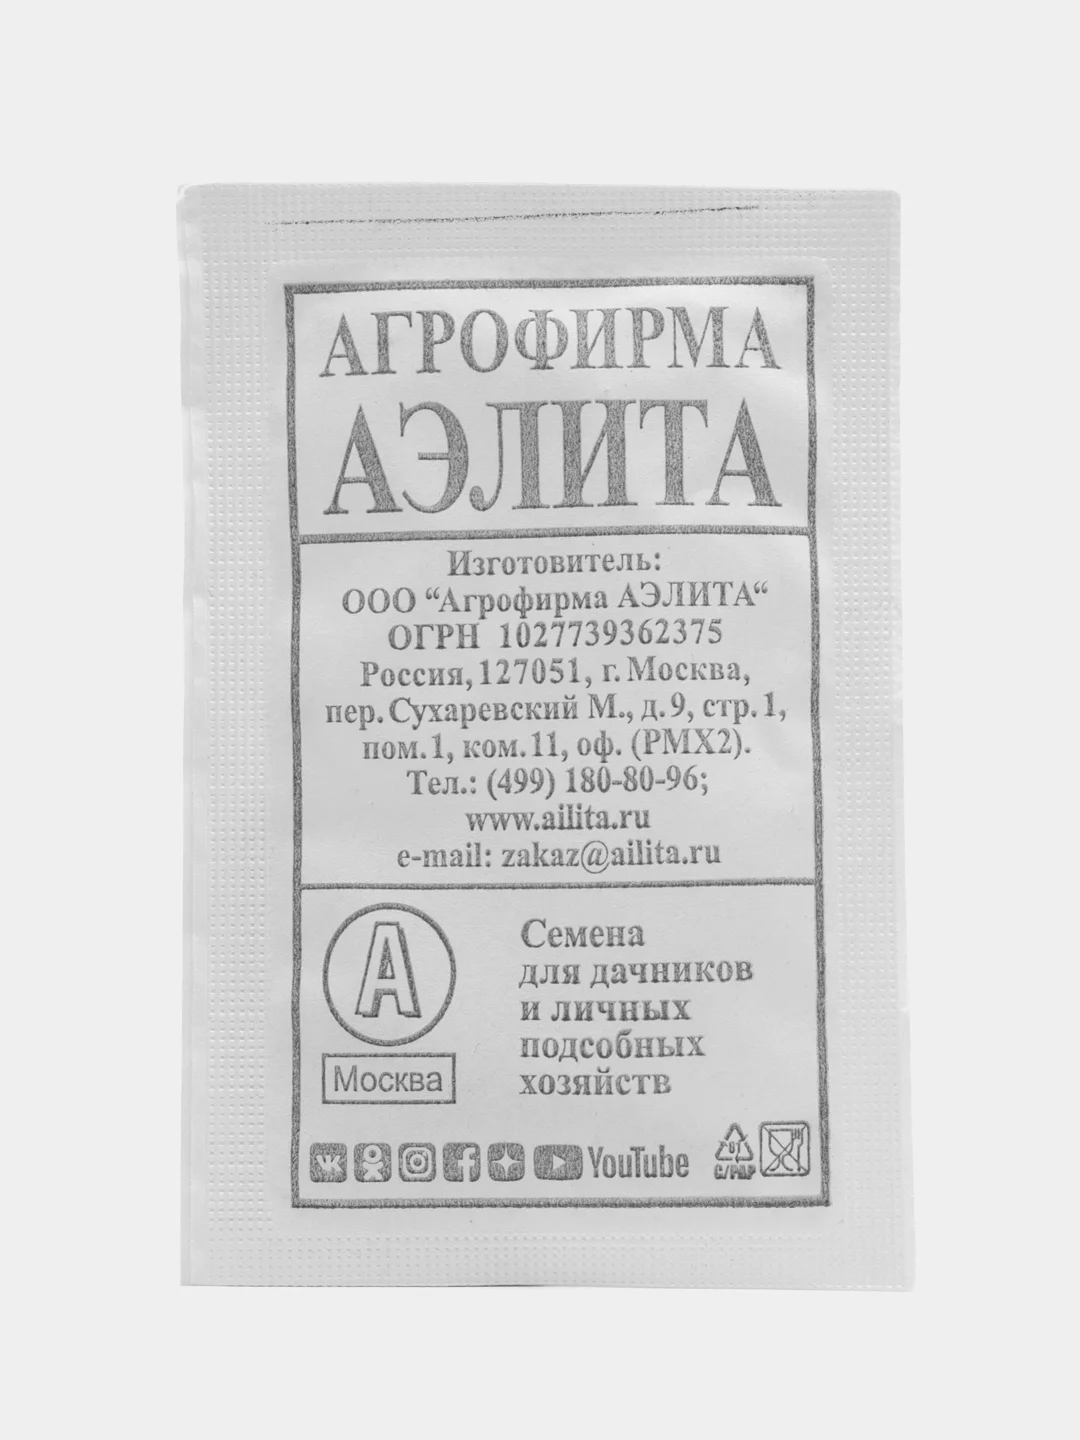 АГРОФИРМА
АЭЛИТА
Изготовитель:
ООО “Агрофирма АЭЛИТА“
ОГРН 1027739362375
Россия, 127051, г. Москва,
пер. Сухаревский М., д. 9, стр. 1,
пом. 1, ком. 11, оф. (РМХ2).
Тел.: (499) 180-80-96;
www.ailita.ru
e-mail: zakaz@ailita.ru
А
Москва
Семена
для дачников
и личных
подсобных
хозяйств
YouTube
C/PAP